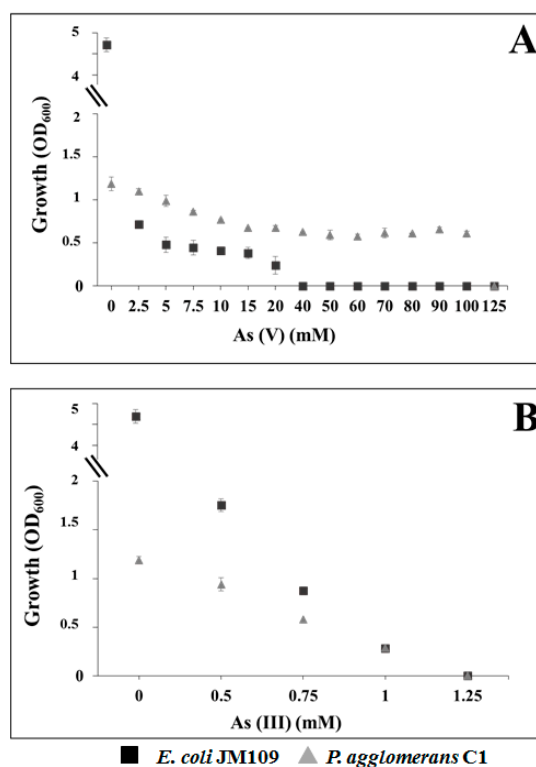 A
5
4
2
1.5
1
0.5
0
Growth (OD600)
0 2.5 5 7.5 10 15 20 40 50 60 70 80 90 100 125
As (V) (mM)
B
5
4
2
1.5
1
0.5
0
Growth (OD600)
0 0.5 0.75 1 1.25
As (III) (mM)
E. coli JM109 P. agglomerans C1